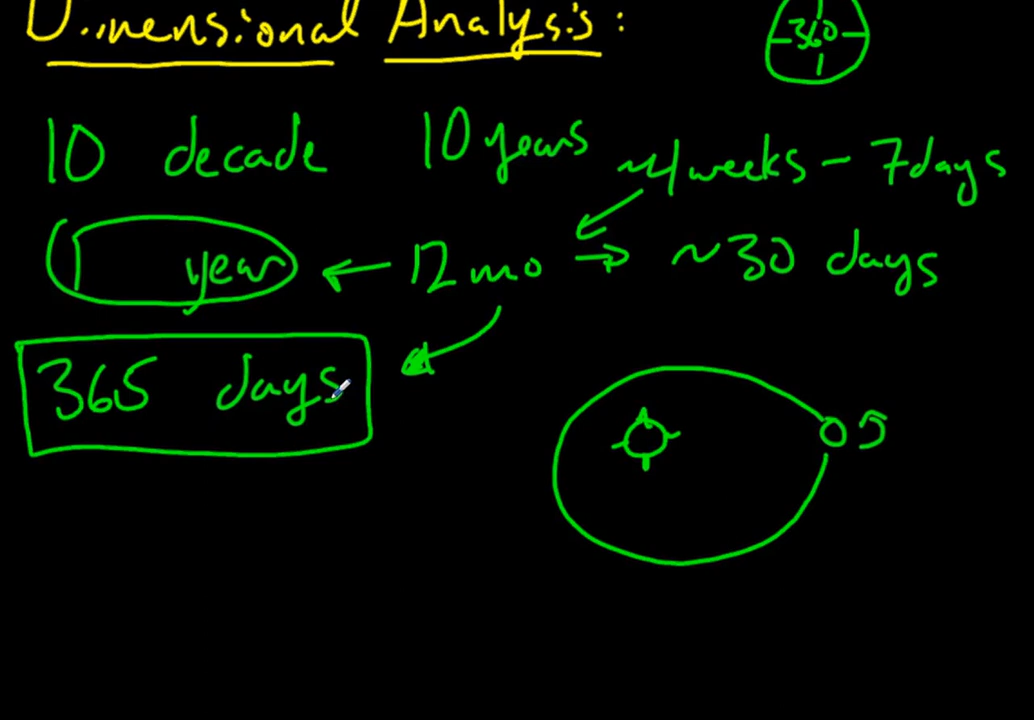 Dimensional Analysis:
360
10 decade 10 years ~4 weeks - 7 days
1 year ← 12 mo → ~30 days
365 days